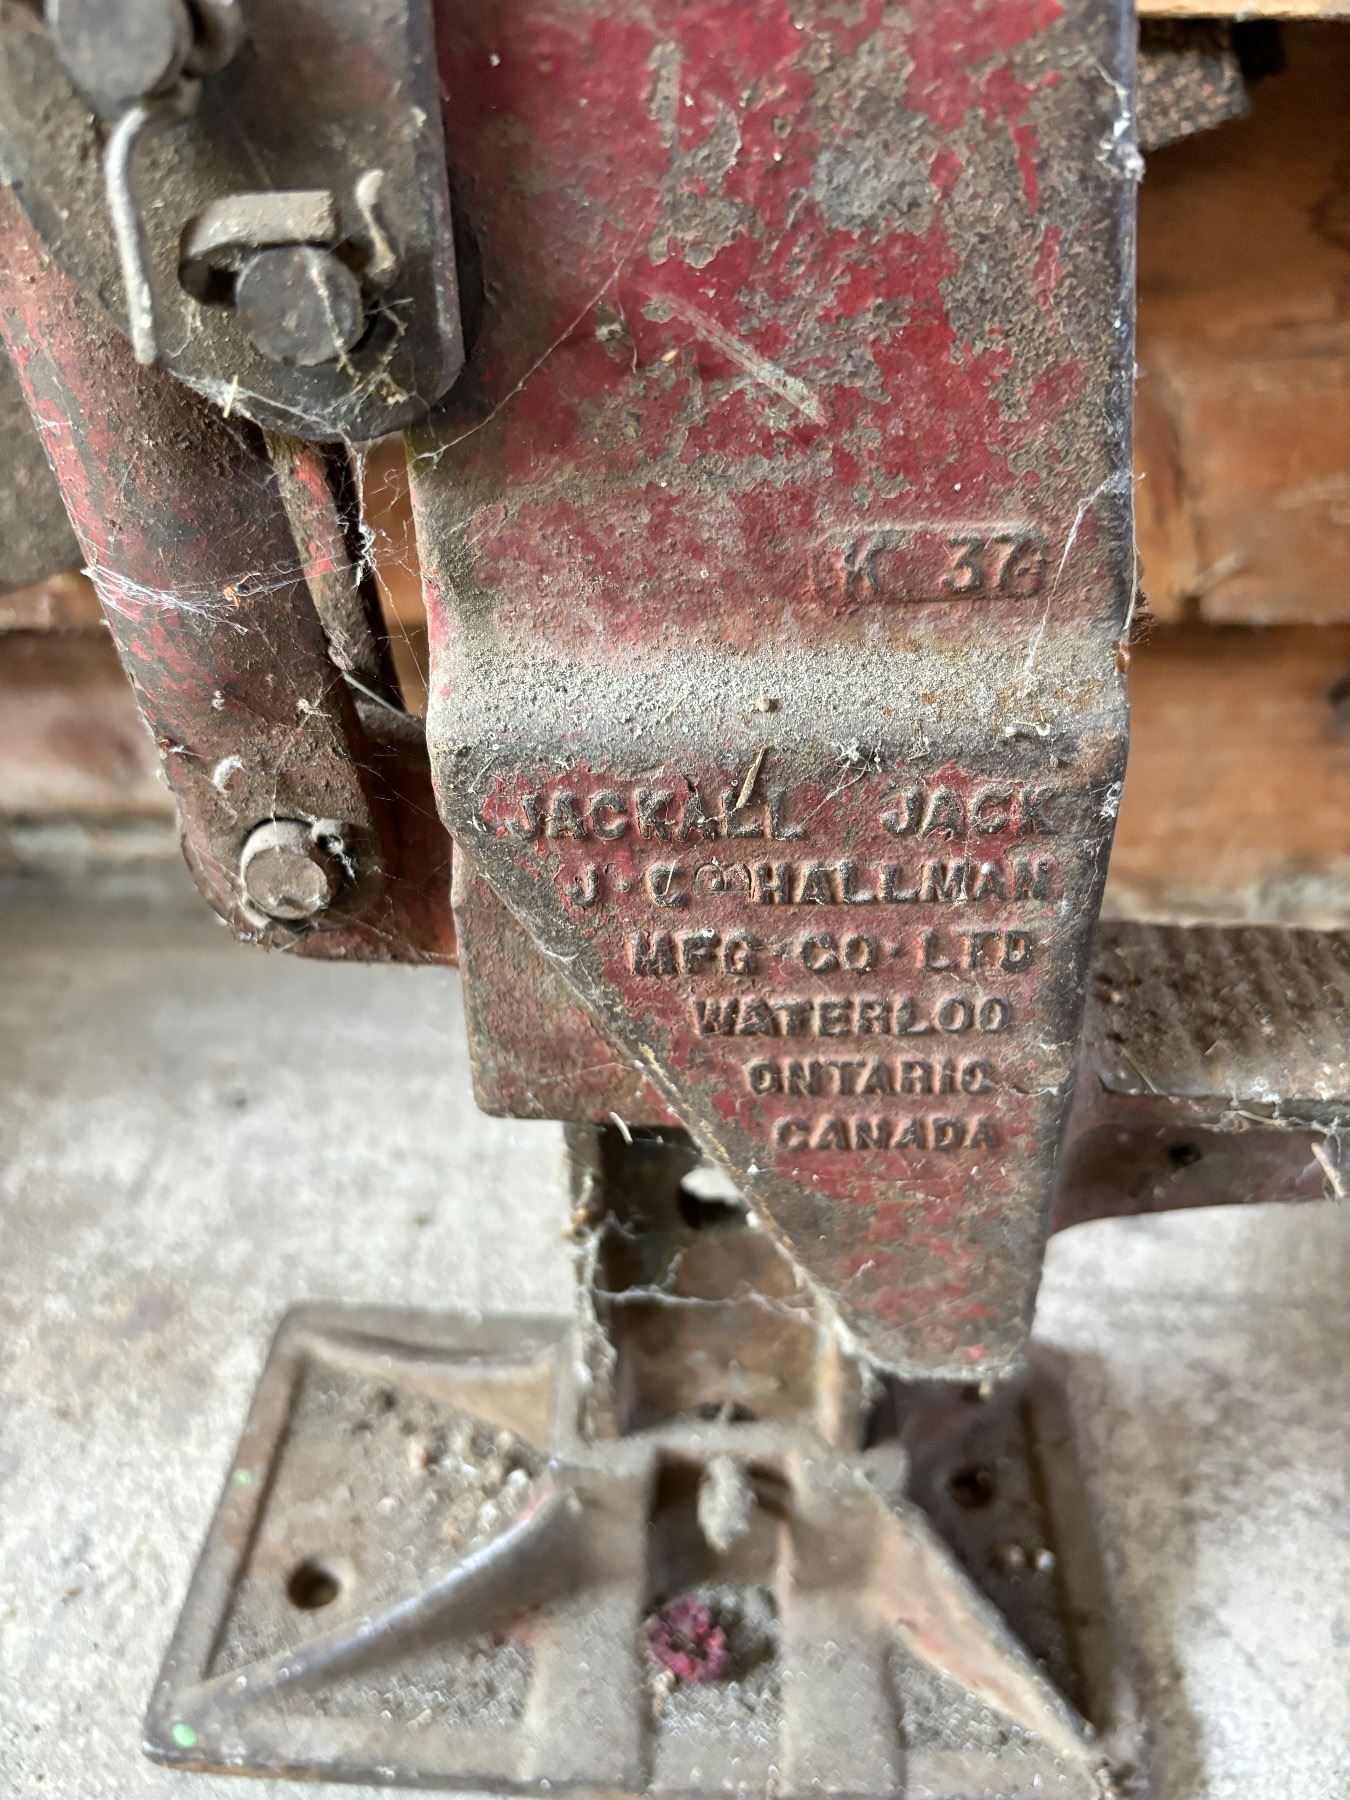 K 37
JACKALL JACK
J·C·HALLMAN
MFG·CO·LTD
WATERLOO
ONTARIO
CANADA